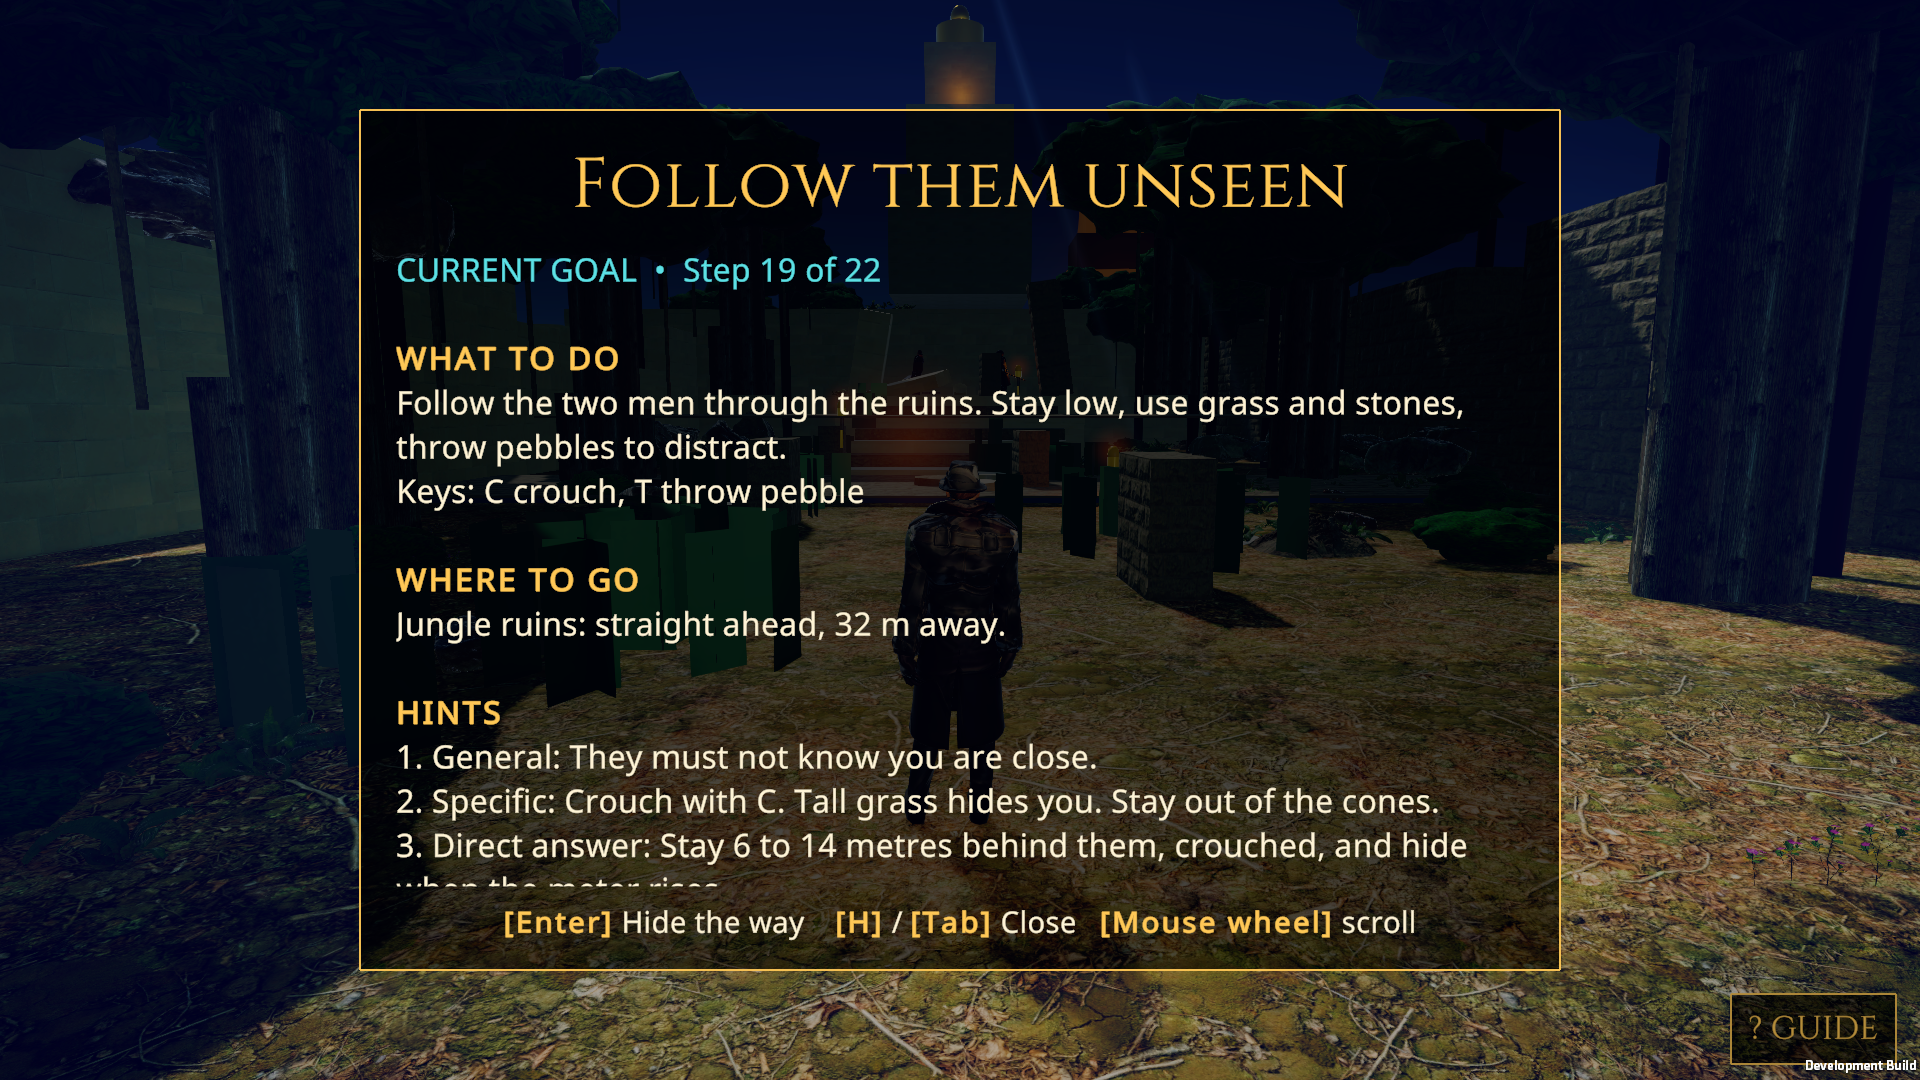 FOLLOW THEM UNSEEN
CURRENT GOAL • Step 19 of 22
WHAT TO DO
Follow the two men through the ruins. Stay low, use grass and stones,
throw pebbles to distract.
Keys: C crouch, T throw pebble
WHERE TO GO
Jungle ruins: straight ahead, 32 m away.
HINTS
1. General: They must not know you are close.
2. Specific: Crouch with C. Tall grass hides you. Stay out of the cones.
3. Direct answer: Stay 6 to 14 metres behind them, crouched, and hide
when the meter rises.
[Enter] Hide the way [H] / [Tab] Close [Mouse wheel] scroll
? GUIDE
Development Build